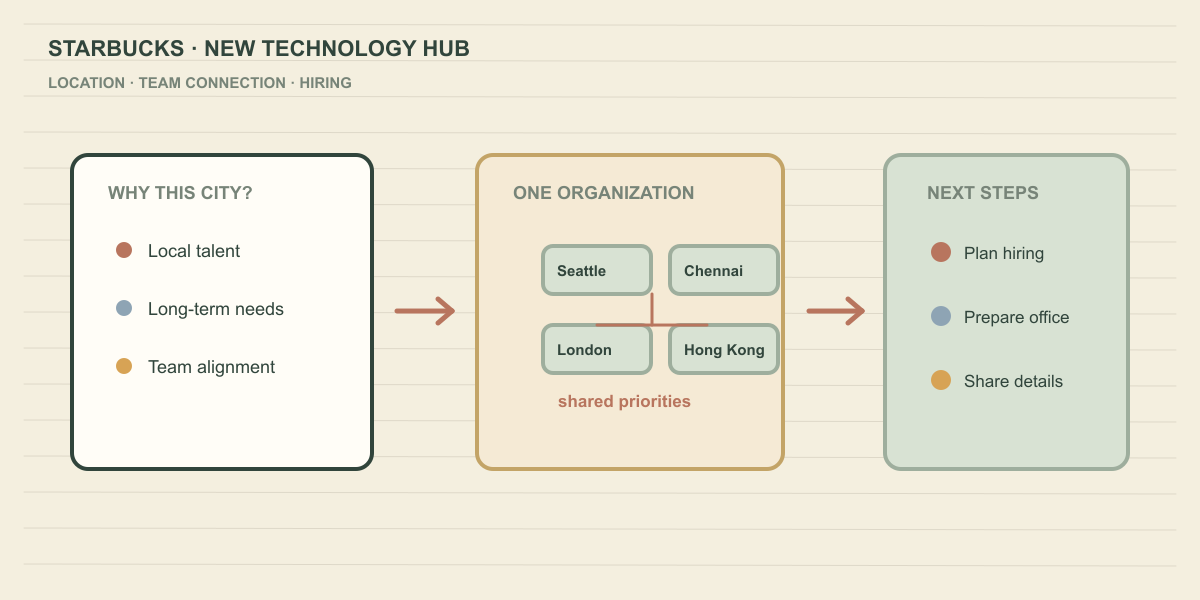 STARBUCKS · NEW TECHNOLOGY HUB
LOCATION · TEAM CONNECTION · HIRING
WHY THIS CITY?
Local talent
Long-term needs
Team alignment
ONE ORGANIZATION
Seattle
Chennai
London
Hong Kong
shared priorities
NEXT STEPS
Plan hiring
Prepare office
Share details